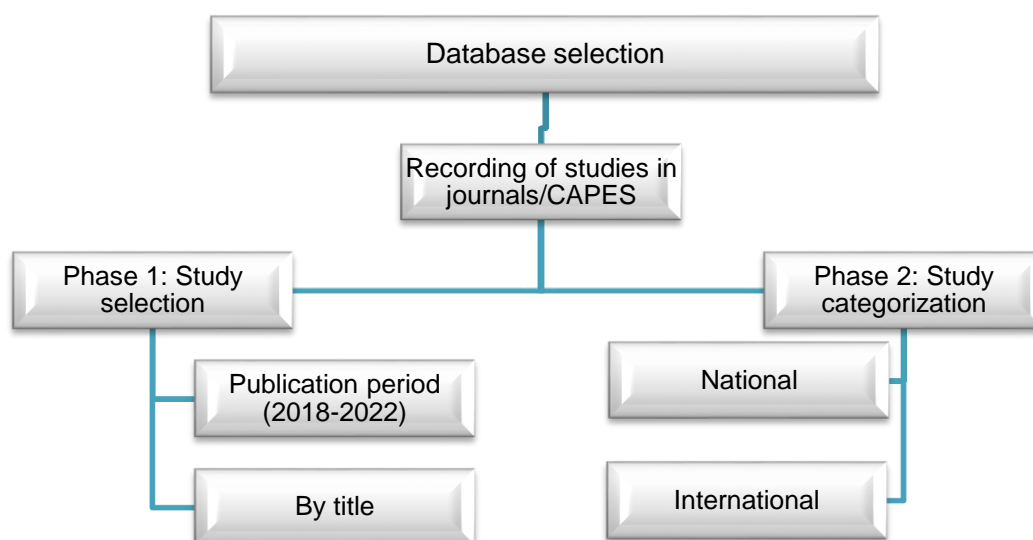 Database selection
Recording of studies in
journals/CAPES
Phase 1: Study
selection
Publication period
(2018-2022)
By title
Phase 2: Study
categorization
National
International